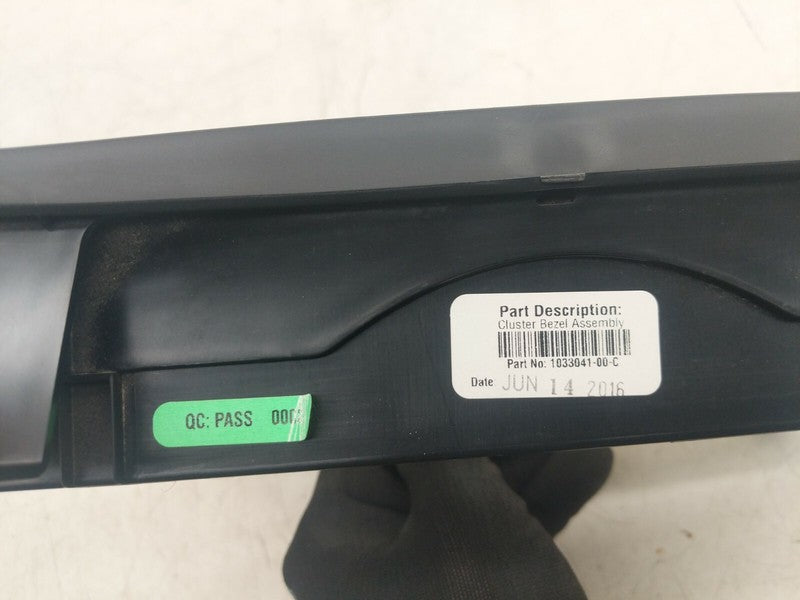 Part Description:
Cluster Bezel Assembly
Part No: 1033041-00-C
Date JUN 14 2016
QC: PASS